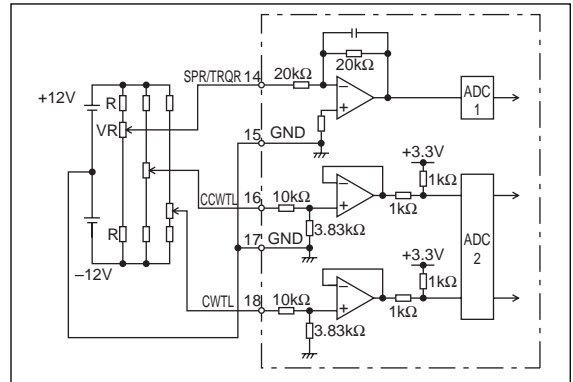 SPR/TRQR 14
20kΩ
20kΩ
−
+
ADC
1
+12V
R
VR
15 GND
CCWTL 16
10kΩ
−
+
3.83kΩ
+3.3V
1kΩ
1kΩ
17 GND
ADC
2
R
−12V
CWTL 18
10kΩ
−
+
3.83kΩ
+3.3V
1kΩ
1kΩ